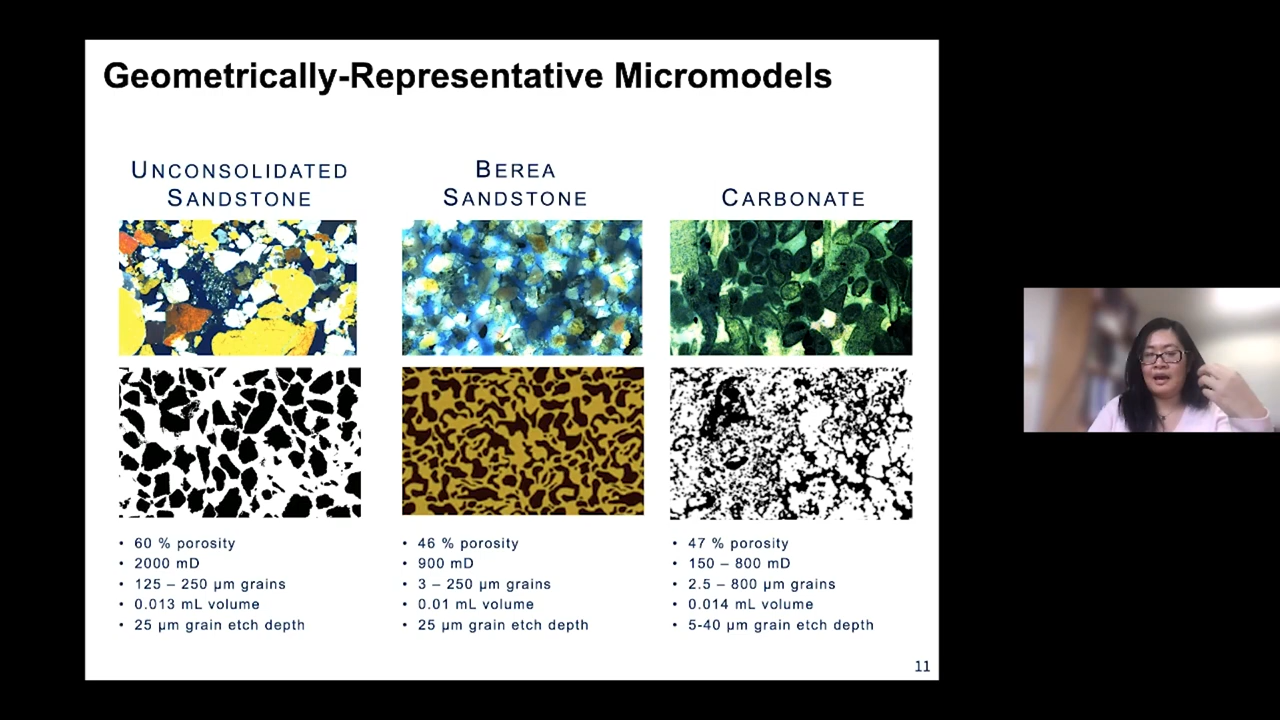 Geometrically-Representative Micromodels
UNCONSOLIDATED
SANDSTONE
BEREA
SANDSTONE
CARBONATE
• 60 % porosity
• 2000 mD
• 125 – 250 µm grains
• 0.013 mL volume
• 25 µm grain etch depth
• 46 % porosity
• 900 mD
• 3 – 250 µm grains
• 0.01 mL volume
• 25 µm grain etch depth
• 47 % porosity
• 150 – 800 mD
• 2.5 – 800 µm grains
• 0.014 mL volume
• 5-40 µm grain etch depth
11